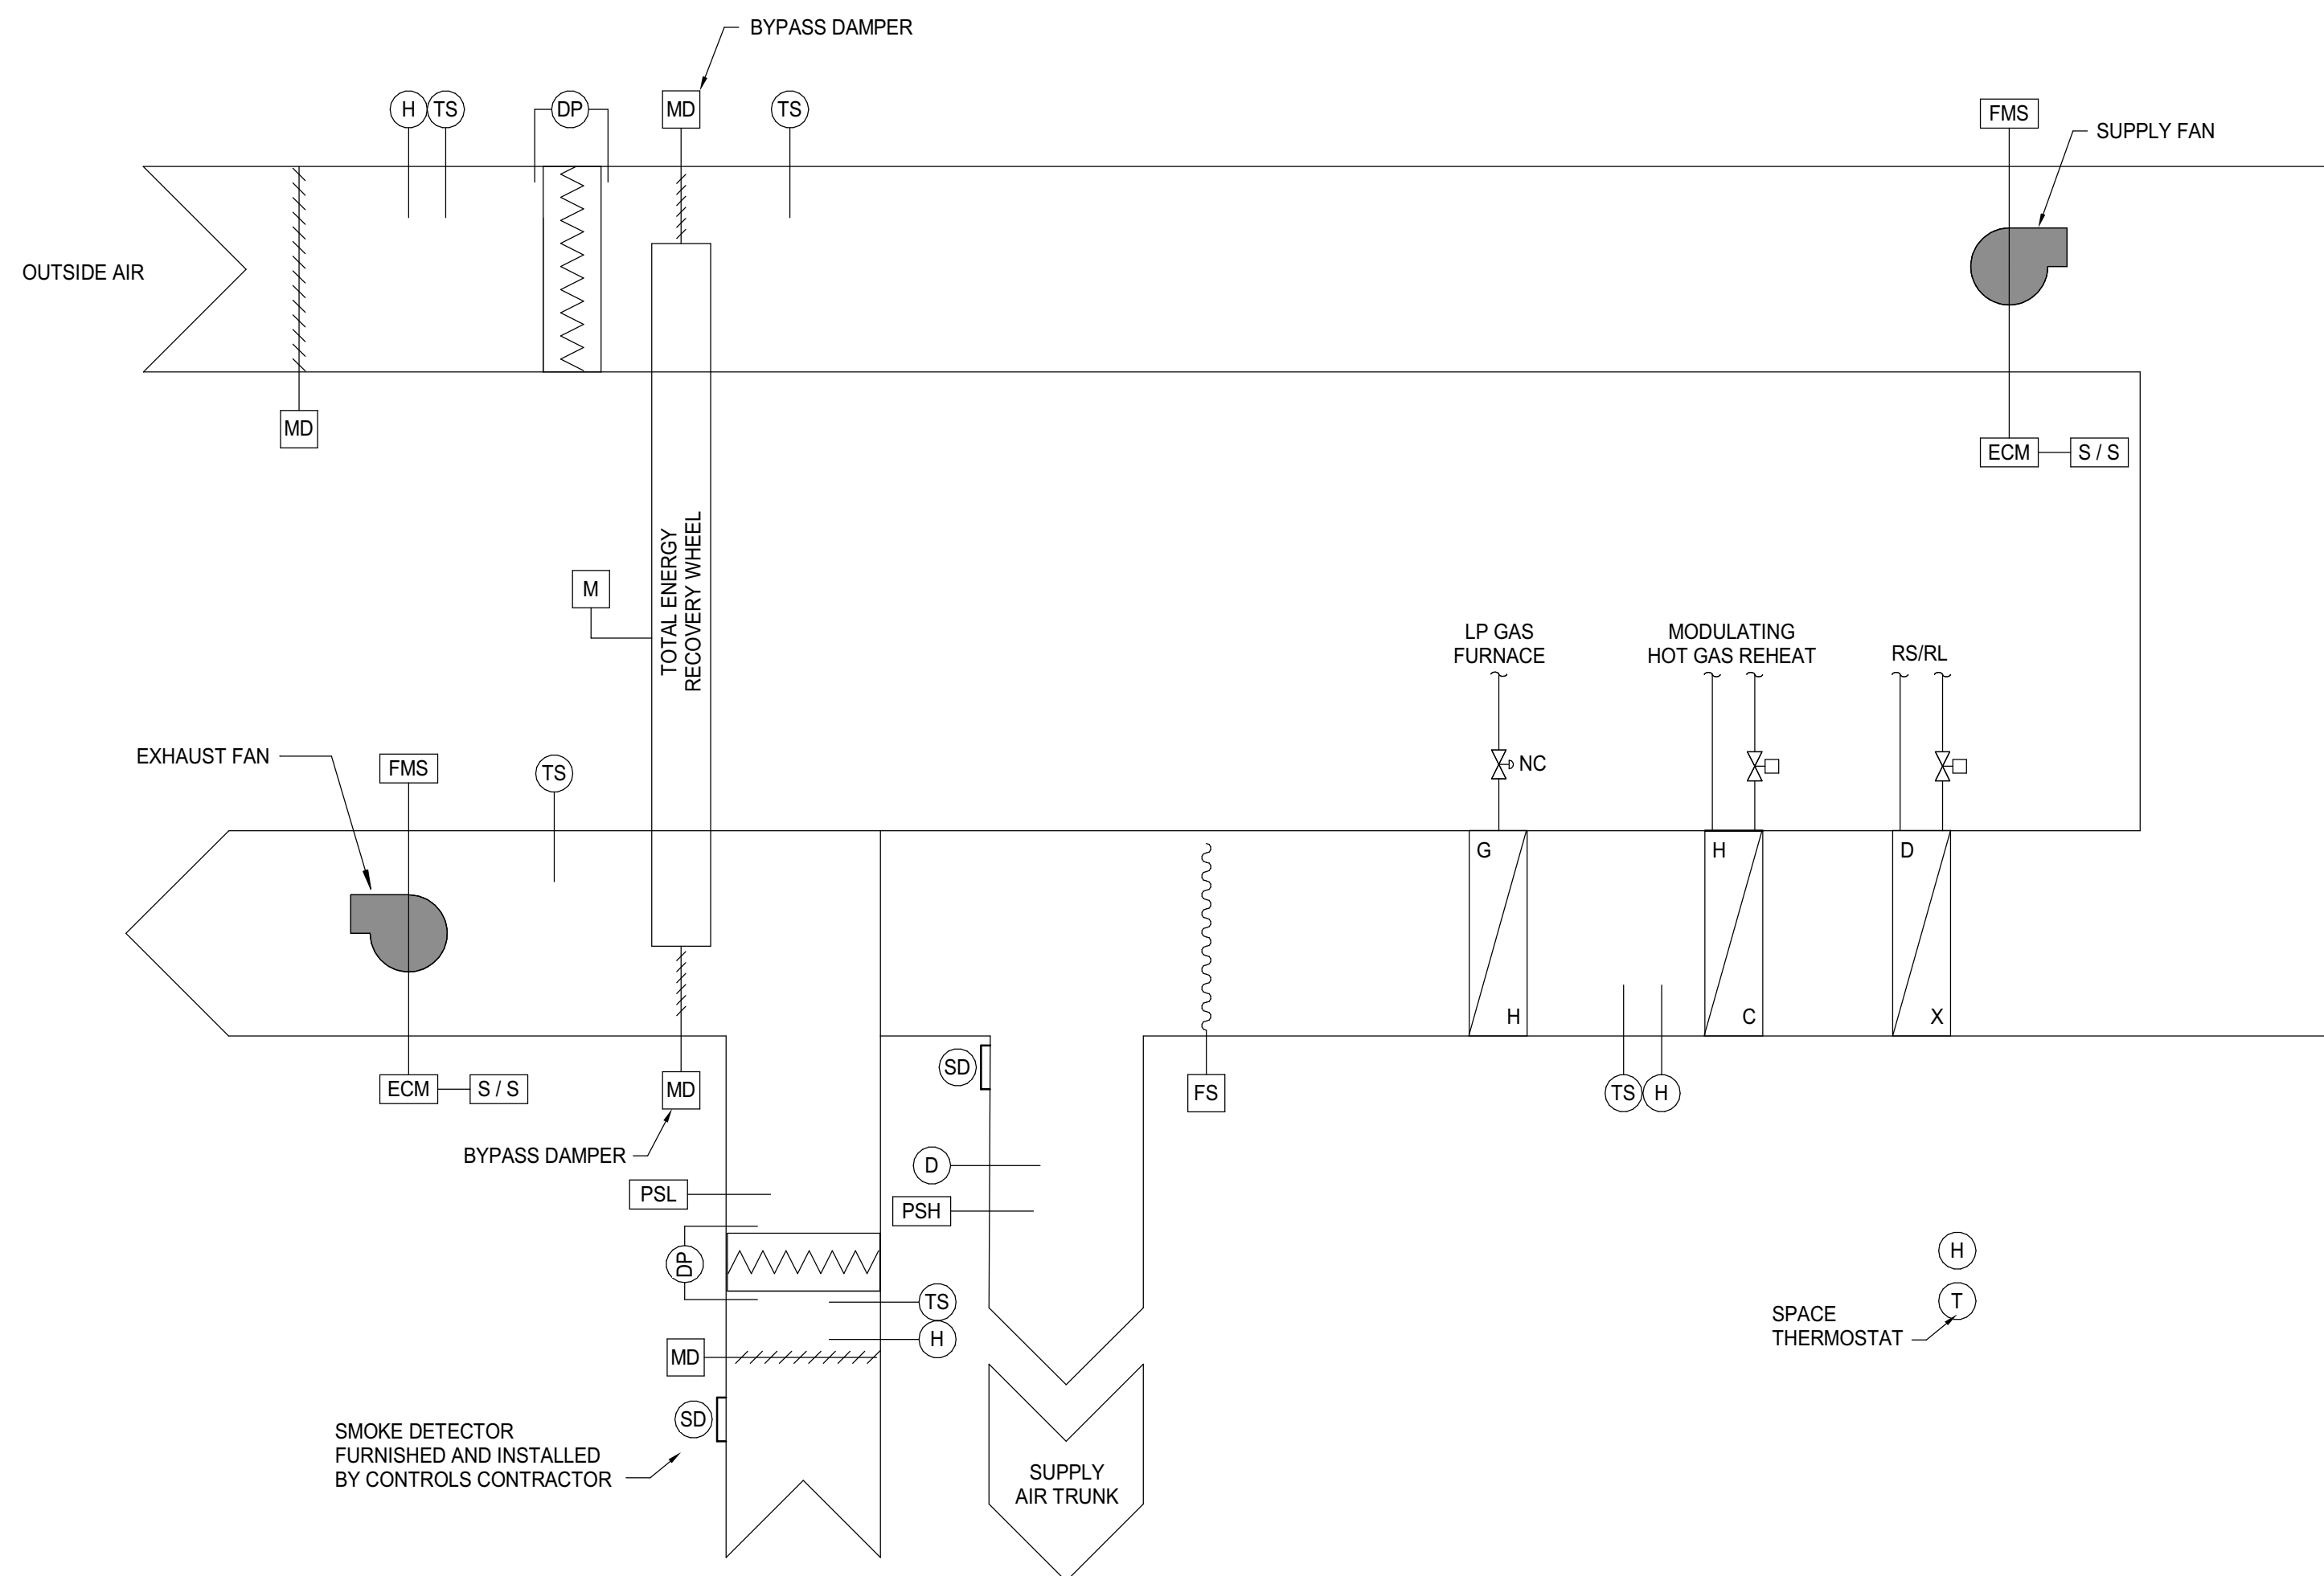 BYPASS DAMPER
H
TS
DP
MD
TS
FMS
SUPPLY FAN
OUTSIDE AIR
MD
ECM
S / S
TOTAL ENERGY
RECOVERY WHEEL
M
LP GAS
FURNACE
MODULATING
HOT GAS REHEAT
RS/RL
EXHAUST FAN
FMS
TS
NC
G
H
H
C
D
X
ECM
S / S
MD
SD
FS
TS
H
BYPASS DAMPER
D
PSL
PSH
DP
TS
H
MD
H
T
SPACE
THERMOSTAT
SD
SMOKE DETECTOR
FURNISHED AND INSTALLED
BY CONTROLS CONTRACTOR
SUPPLY
AIR TRUNK